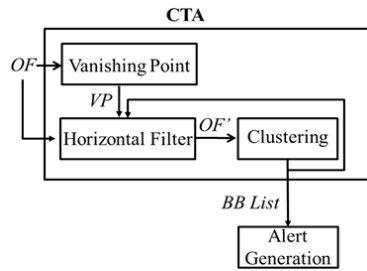 CTA
OF
Vanishing Point
VP
Horizontal Filter
OF'
Clustering
BB List
Alert
Generation